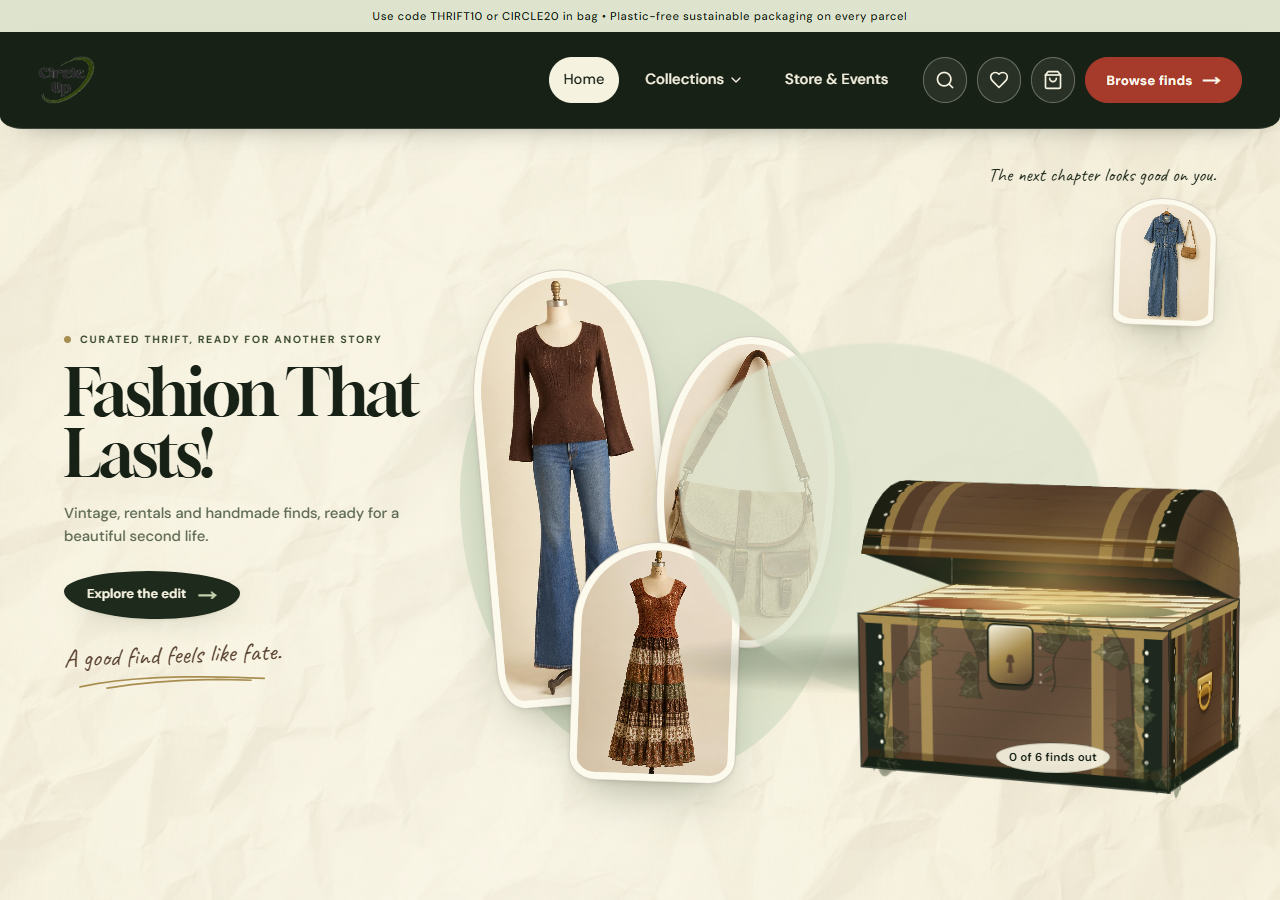 Use code THRIFT10 or CIRCLE20 in bag • Plastic-free sustainable packaging on every parcel
Circle
Up
Home
Collections
Store & Events
Browse finds
The next chapter looks good on you.
CURATED THRIFT, READY FOR ANOTHER STORY
Fashion That
Lasts!
Vintage, rentals and handmade finds, ready for a
beautiful second life.
Explore the edit
A good find feels like fate.
0 of 6 finds out